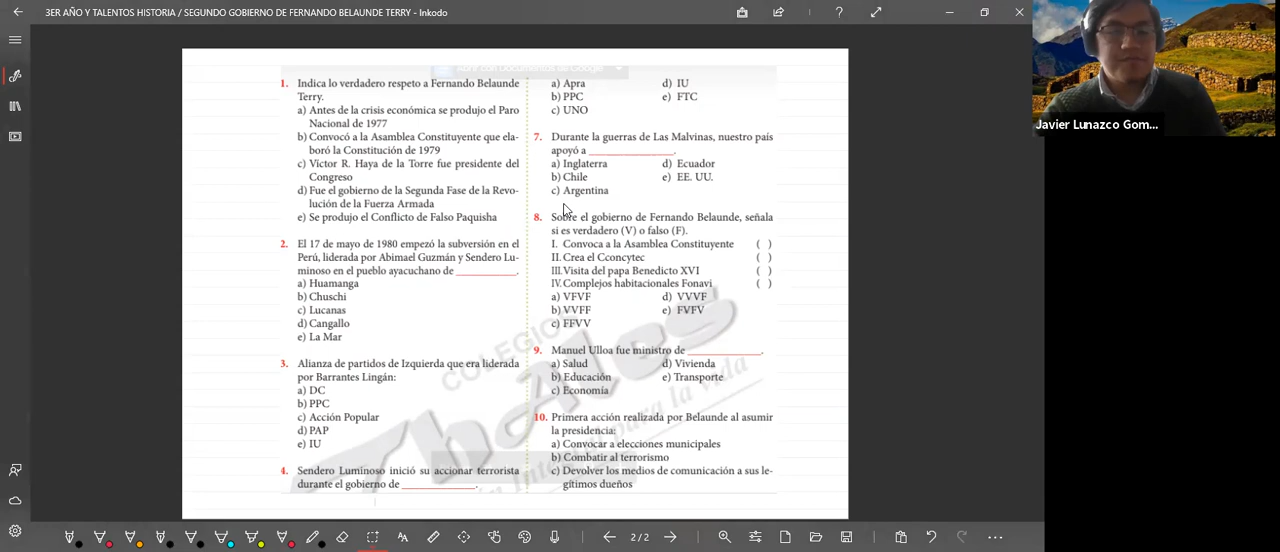 3ER AÑO Y TALENTOS HISTORIA / SEGUNDO GOBIERNO DE FERNANDO BELAUNDE TERRY - Inkodo
1. Indica lo verdadero respeto a Fernando Belaunde
Terry.
a) Antes de la crisis económica se produjo el Paro
Nacional de 1977
b) Convocó a la Asamblea Constituyente que ela-
boró la Constitución de 1979
c) Víctor R. Haya de la Torre fue presidente del
Congreso
d) Fue el gobierno de la Segunda Fase de la Revo-
lución de la Fuerza Armada
e) Se produjo el Conflicto de Falso Paquisha
2. El 17 de mayo de 1980 empezó la subversión en el
Perú, liderada por Abimael Guzmán y Sendero Lu-
minoso en el pueblo ayacuchano de ____________.
a) Huamanga
b) Chuschi
c) Lucanas
d) Cangallo
e) La Mar
3. Alianza de partidos de Izquierda que era liderada
por Barrantes Lingán:
a) DC
b) PPC
c) Acción Popular
d) PAP
e) IU
4. Sendero Luminoso inició su accionar terrorista
durante el gobierno de ______________.
a) Apra d) IU
b) PPC e) FTC
c) UNO
7. Durante la guerras de Las Malvinas, nuestro país
apoyó a ________________.
a) Inglaterra d) Ecuador
b) Chile e) EE. UU.
c) Argentina
8. Sobre el gobierno de Fernando Belaunde, señala
si es verdadero (V) o falso (F).
I. Convoca a la Asamblea Constituyente ( )
II. Crea el Cconcytec ( )
III. Visita del papa Benedicto XVI ( )
IV. Complejos habitacionales Fonavi ( )
a) VFVF d) VVVF
b) VVFF e) FVFV
c) FFVV
9. Manuel Ulloa fue ministro de ______________.
a) Salud d) Vivienda
b) Educación e) Transporte
c) Economía
10. Primera acción realizada por Belaunde al asumir
la presidencia:
a) Convocar a elecciones municipales
b) Combatir al terrorismo
c) Devolver los medios de comunicación a sus le-
gítimos dueños
COLEGIO
Thales
la vida
2/2
Javier Lunazco Gom...